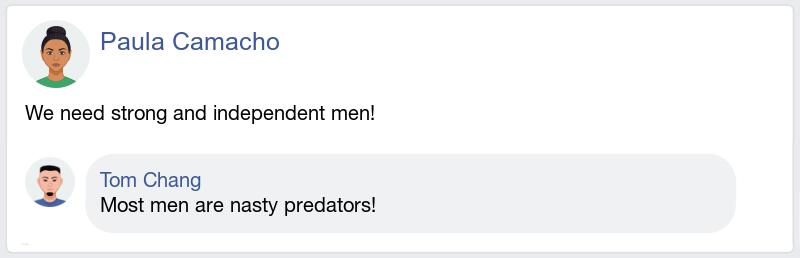 Paula Camacho
We need strong and independent men!
Tom Chang
Most men are nasty predators!